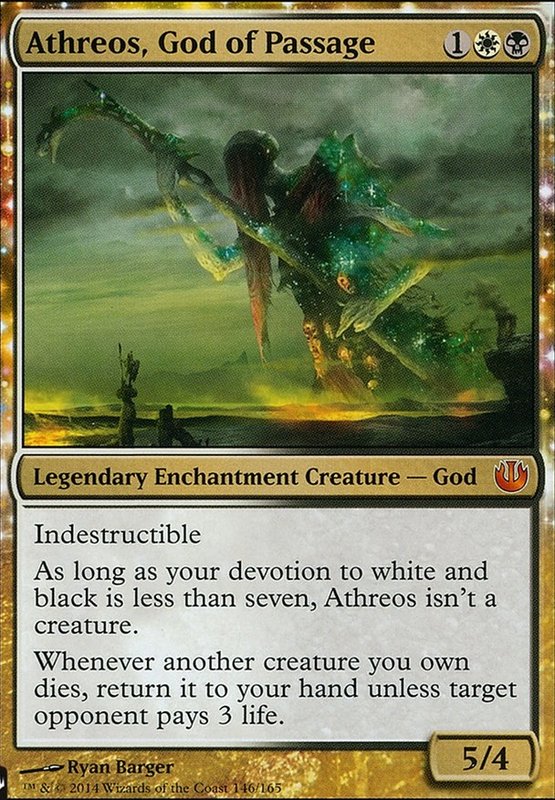 Athreos, God of Passage 1
Legendary Enchantment Creature — God
Indestructible
As long as your devotion to white and
black is less than seven, Athreos isn't a
creature.
Whenever another creature you own
dies, return it to your hand unless target
opponent pays 3 life.
5/4
Ryan Barger
™ & © 2014 Wizards of the Coast 146/165